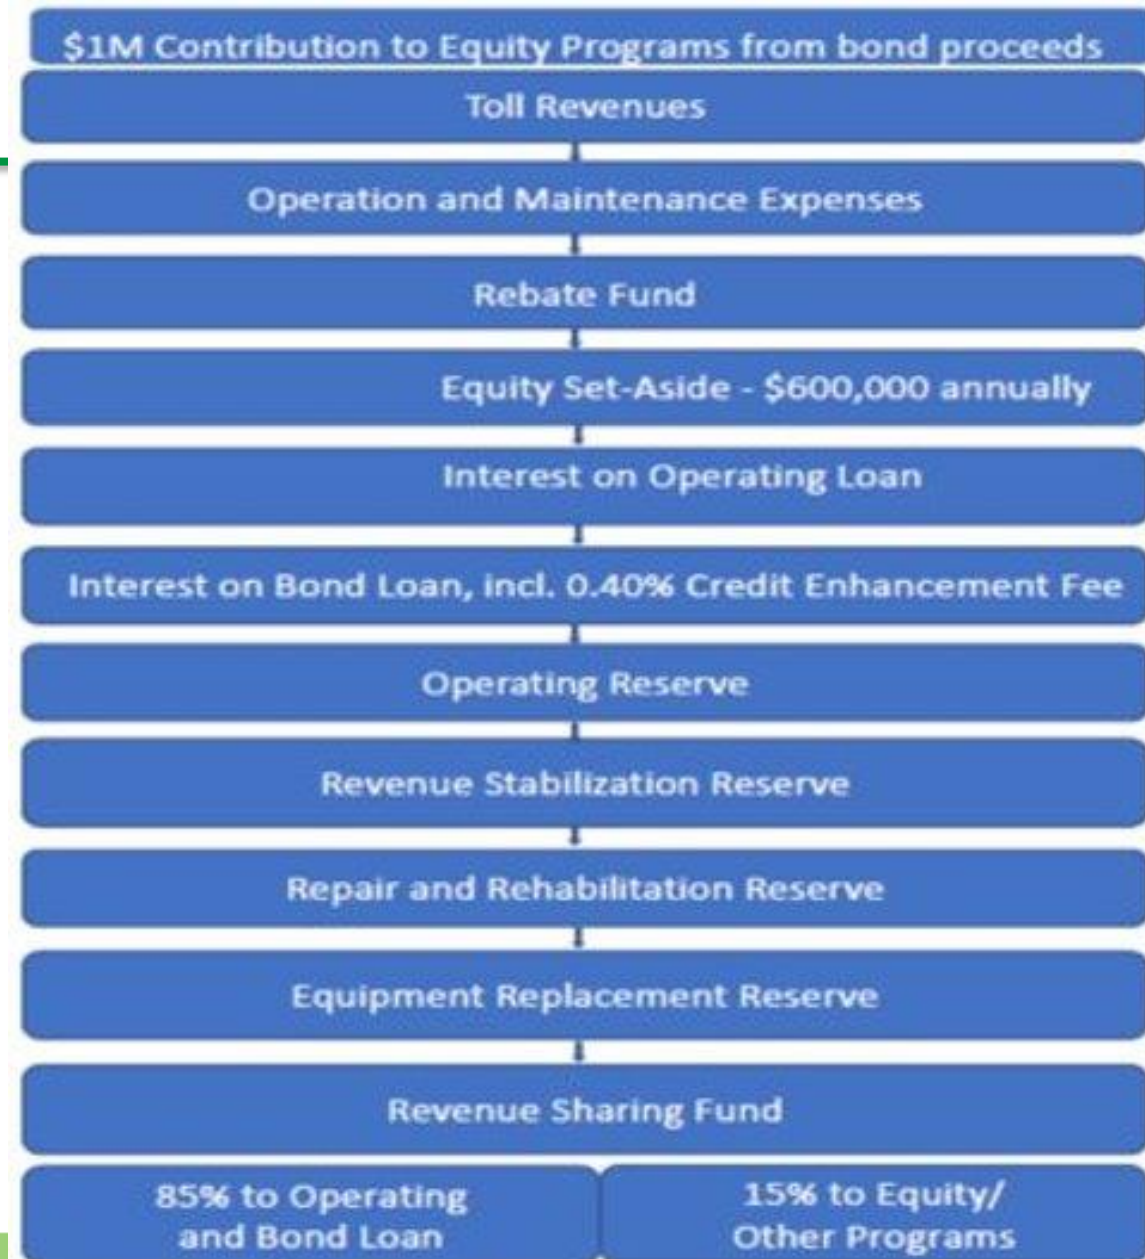 $1M Contribution to Equity Programs from bond proceeds
Toll Revenues
Operation and Maintenance Expenses
Rebate Fund
Equity Set-Aside - $600,000 annually
Interest on Operating Loan
Interest on Bond Loan, incl. 0.40% Credit Enhancement Fee
Operating Reserve
Revenue Stabilization Reserve
Repair and Rehabilitation Reserve
Equipment Replacement Reserve
Revenue Sharing Fund
85% to Operating
and Bond Loan
15% to Equity/
Other Programs